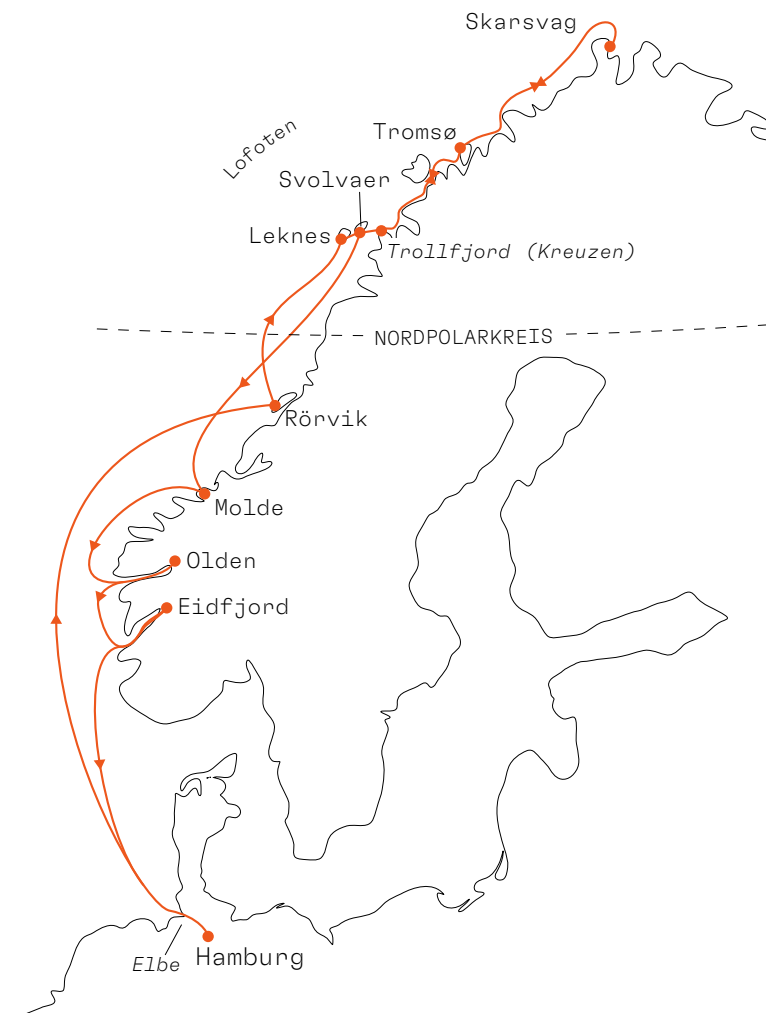 Skarsvag
Tromsø
Lofoten
Svolvaer
Leknes
Trollfjord (Kreuzen)
NORDPOLARKREIS
Rörvik
Molde
Olden
Eidfjord
Hamburg
Elbe